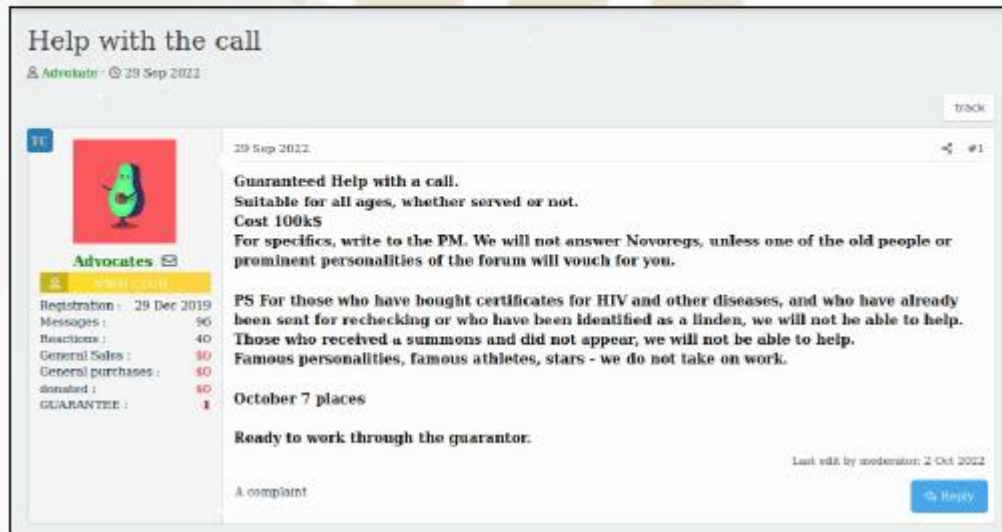 Help with the call
Advokate · 29 Sep 2022
track
TC
29 Sep 2022
#1
Guaranteed Help with a call.
Suitable for all ages, whether served or not.
Cost 100k$
For specifics, write to the PM. We will not answer Novoregs, unless one of the old people or
prominent personalities of the forum will vouch for you.
PS For those who have bought certificates for HIV and other diseases, and who have already
been sent for rechecking or who have been identified as a linden, we will not be able to help.
Those who received a summons and did not appear, we will not be able to help.
Famous personalities, famous athletes, stars - we do not take on work.
October 7 places
Ready to work through the guarantor.
Last edit by moderator: 2 Oct 2022
A complaint
Reply
Advocates
CLUB
Registration : 29 Dec 2019
Messages : 96
Reactions : 40
General Sales : $0
General purchases : $0
donated : $0
GUARANTEE : 1